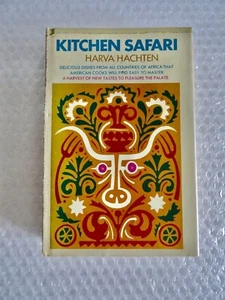 KITCHEN SAFARI
HARVA HACHTEN
DELICIOUS DISHES FROM ALL COUNTRIES OF AFRICA THAT
AMERICAN COOKS WILL FIND EASY TO MASTER
A HARVEST OF NEW TASTES TO PLEASURE THE PALATE